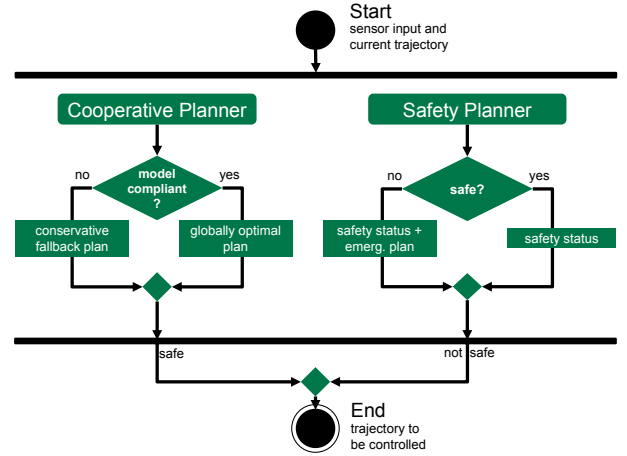 Start
sensor input and
current trajectory
Cooperative Planner
Safety Planner
no
model
compliant
?
yes
no
safe?
yes
conservative
fallback plan
globally optimal
plan
safety status +
emerg. plan
safety status
safe
not safe
End
trajectory to
be controlled